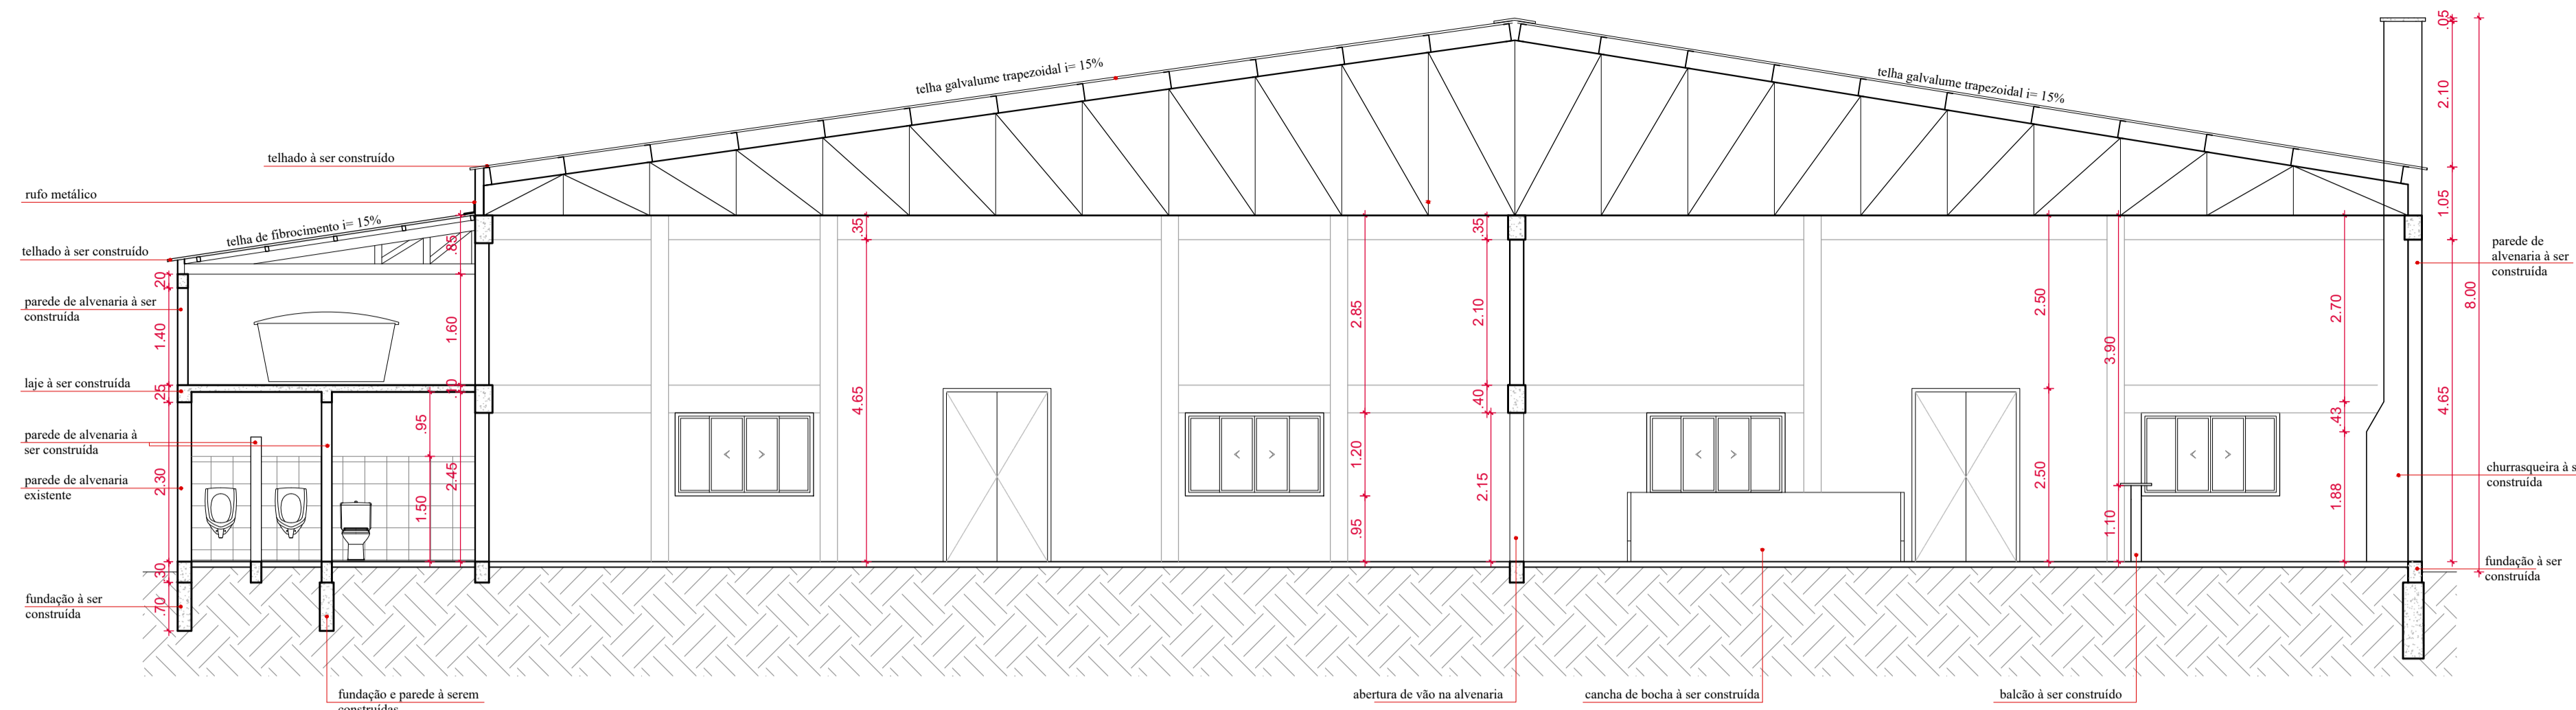 telha galvalume trapezoidal i= 15%
telha galvalume trapezoidal i= 15%
telhado à ser construído
rufo metálico
telha de fibrocimento i= 15%
telhado à ser construído
parede de alvenaria à ser
construída
laje à ser construída
parede de alvenaria à
ser construída
parede de alvenaria
existente
fundação à ser
construída
fundação e parede à serem
construídas
.20
1.40
.25
2.30
.30
.70
.85
1.60
.10
.95
2.45
1.50
.35
4.65
2.85
1.20
.95
.35
2.10
.40
2.15
2.50
2.50
3.90
1.10
2.70
.43
1.88
.05
2.10
1.05
4.65
8.00
parede de
alvenaria à ser
construída
churrasqueira à s
construída
fundação à ser
construída
abertura de vão na alvenaria
cancha de bocha à ser construída
balcão à ser construído